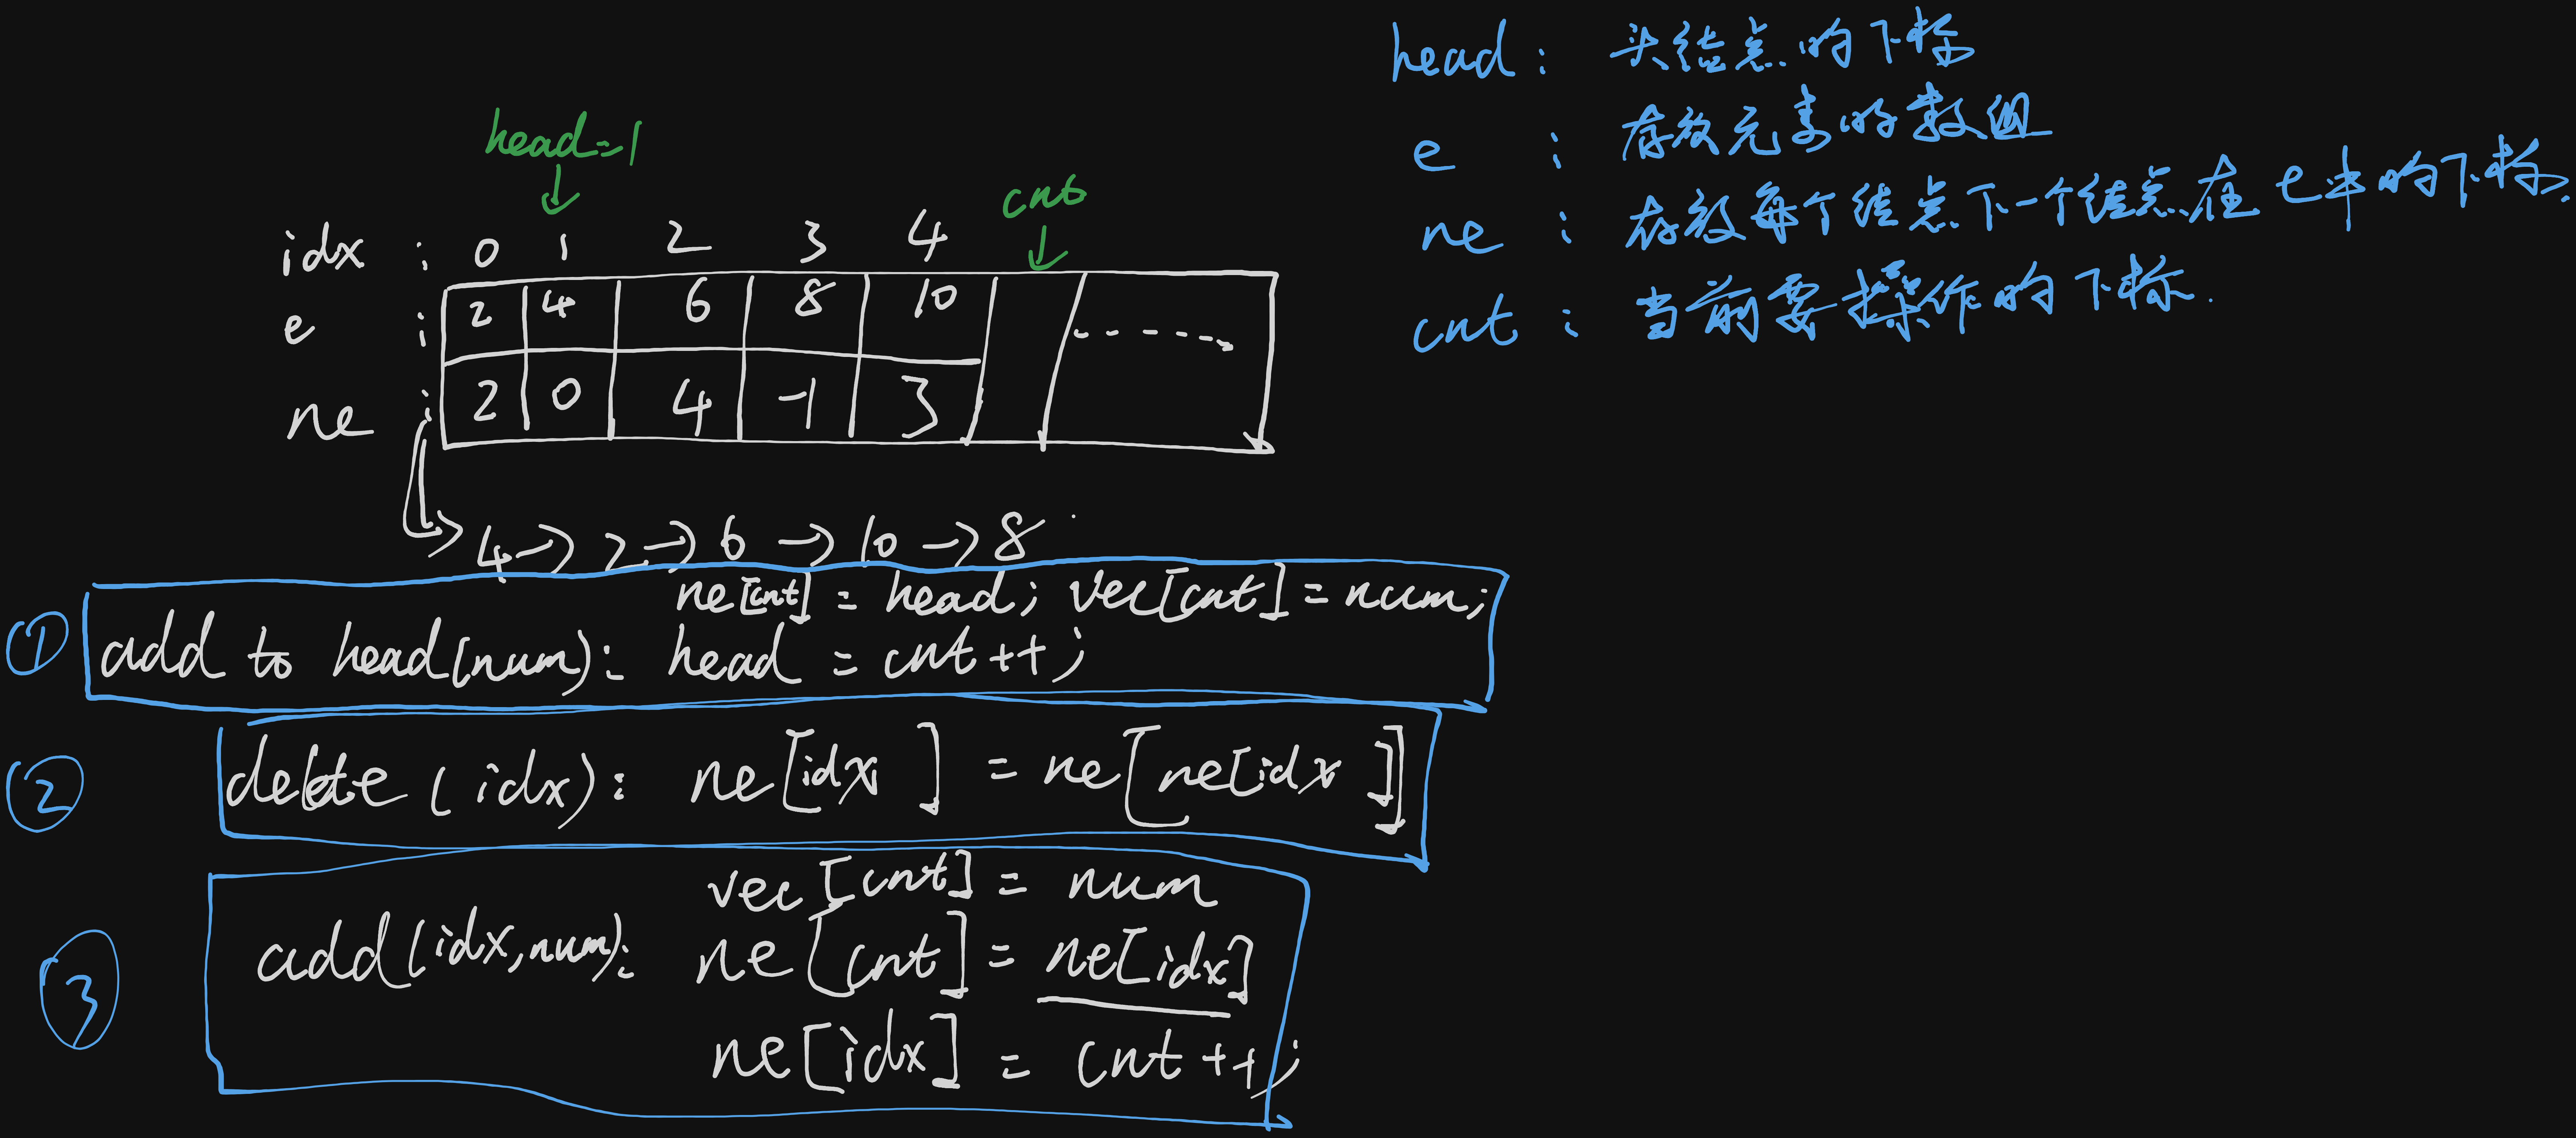 head : 头结点的下标
e : 存放元素的数组
ne : 存放每个结点下一个结点在 e 中的下标.
cnt : 当前要操作的下标.
head=1
cnt
idx : 0 1 2 3 4
e : 2 4 6 8 10
ne : 2 0 4 -1 3
4 -> 2 -> 6 -> 10 -> 8
① ne[cnt] = head; vec[cnt] = num;
add to head(num): head = cnt++;
② delete (idx): ne[idx] = ne[ne[idx]]
vec[cnt] = num
③ add(idx,num): ne[cnt] = ne[idx]
ne[idx] = cnt++;